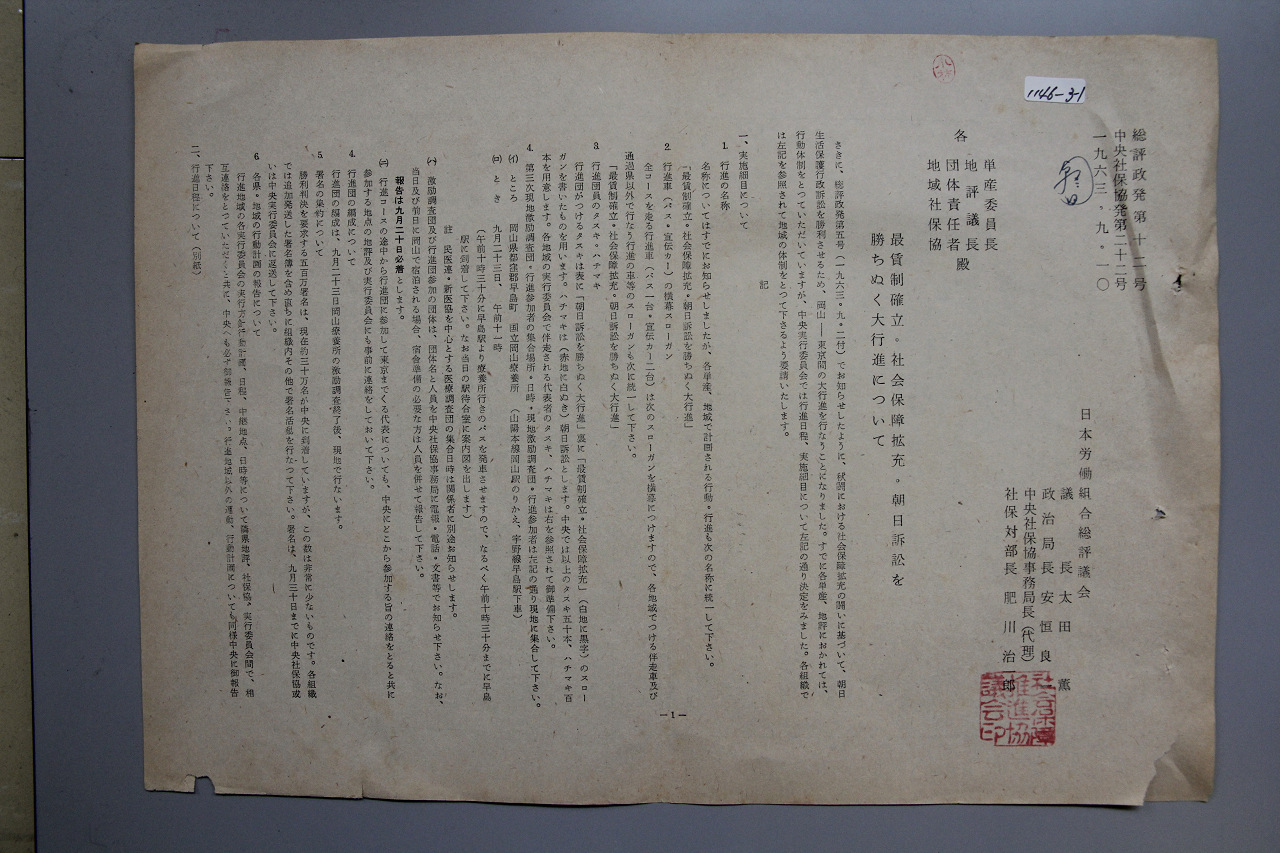 1146-3-1
総評政発第十二号
中央社保協発第二十二号
一九六三.九.一〇
日本労働組合総評議会
議長 太田薫
政治局長 安恒良
中央社保協事務局長(代理)
社保対部長 肥川治郎
社会保障推進協議会印
各
単産委員長
地評議長
団体責任者
地域社保協
殿
最賃制確立。社会保障拡充。朝日訴訟を
勝ちぬく大行進について
さきに、総評政発第五号(一九六三.九.二付)でお知らせしたように、秋闘における社会保障拡充の闘いに基づいて、朝日
生活保護行政訴訟を勝利させるため、岡山――東京間の大行進を行なうことになりました。すでに各単産、地評におかれては、
行動体制をとつていただいていますが、中央実行委員会では行進日程、実施細目について左記の通り決定をみました。各組織で
は左記を参照されて地域の体制をとつて下さるよう要請いたします。
記
一、実施細目について
1. 行進の名称
名称についてはすでにお知らせしましたが、各単産、地域で計画される行動・行進も次の名称に統一して下さい。
「最賃制確立・社会保障拡充・朝日訴訟を勝ちぬく大行進」
2. 行進車(バス・宣伝カー)の横幕スローガン
全コースを走る行進車(バス一台・宣伝カー二台)は次のスローガンを横幕につけますので、各地域でつける伴走車及び
通過県以外で行なう行進の車等のスローガンも次に統一して下さい。
「最賃制確立・社会保障拡充・朝日訴訟を勝ちぬく大行進」
3. 行進団員のタスキ。ハチマキ
行進団がつけるタスキは表に「朝日訴訟を勝ちぬく大行進」裏に「最賃制確立・社会保障拡充」(白地に黒字)のスロー
ガンを書いたものを用います。ハチマキは(赤地に白ぬき)朝日訴訟とします。中央では以上のタスキ五十本、ハチマキ百
本を用意します。各地域の実行委員会で伴走される代表者のタスキ、ハチマキは右を参照されて御準備下さい。
4. 第三次現地激励調査団・行進参加者の集合場所・日時・現地激励調査団・行進参加者は左記の通り現地に集合して下さい。
(イ) ところ 岡山県都窪郡早島町 国立岡山療養所 (山陽本線岡山駅のりかえ、宇野線早島駅下車)
(ロ) とき 九月二十三日、午前十一時
(午前十時三十分に早島駅より療養所行きのバスを発車させますので、なるべく午前十時三十分までに早島
駅に到着して下さい。なお当日の駅待合室に案内図を出します)
註 民医連・新医協を中心とする医療調査団の集合日時は関係者に別途お知らせします。
(ハ) 激励調査団及び行進団参加の団体は、団体名と人員を中央社保協事務局に電報・電話・文書等でお知らせ下さい。なお、
当日及び前日に岡山で宿泊される場合、宿舎準備の必要な方は人員を併せて報告して下さい。
報告は九月二十日必着とします。
(ニ) 行進コースの途中から行進団に参加して東京までくる代表についても、中央にどこから参加する旨の連絡をとると共に
参加する地点の地評及び実行委員会にも事前に連絡をしておいて下さい。
4. 行進団の編成について
行進団の編成は、九月二十三日岡山療養所の激励調査終了後、現地で行ないます。
5. 署名の集約について
勝利判決を要求する五百万署名は、現在約三十万名が中央に到着していますが、この数は非常に少ないものです。各組織
では追加発送した署名簿を含め直ちに組織内その他で署名活動を行なつて下さい。署名は、九月三十日までに中央社保協或
いは中央実行委員会に返送して下さい。
6. 各県・地域の行動計画の報告について
行進地域の各実行委員会の実行方針行動計画、日程、中継地点、日時等について隣県地評、社保協、実行委員会間で、相
互連絡をとつていただくと共に、中央へも必ず御報告下さい。行進地域以外の運動、行動計画についても同様中央に御報告
下さい。
二、行進日程について(別紙)
―1―